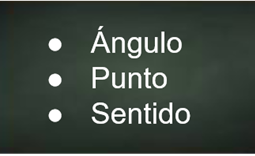 ● Ángulo
● Punto
● Sentido